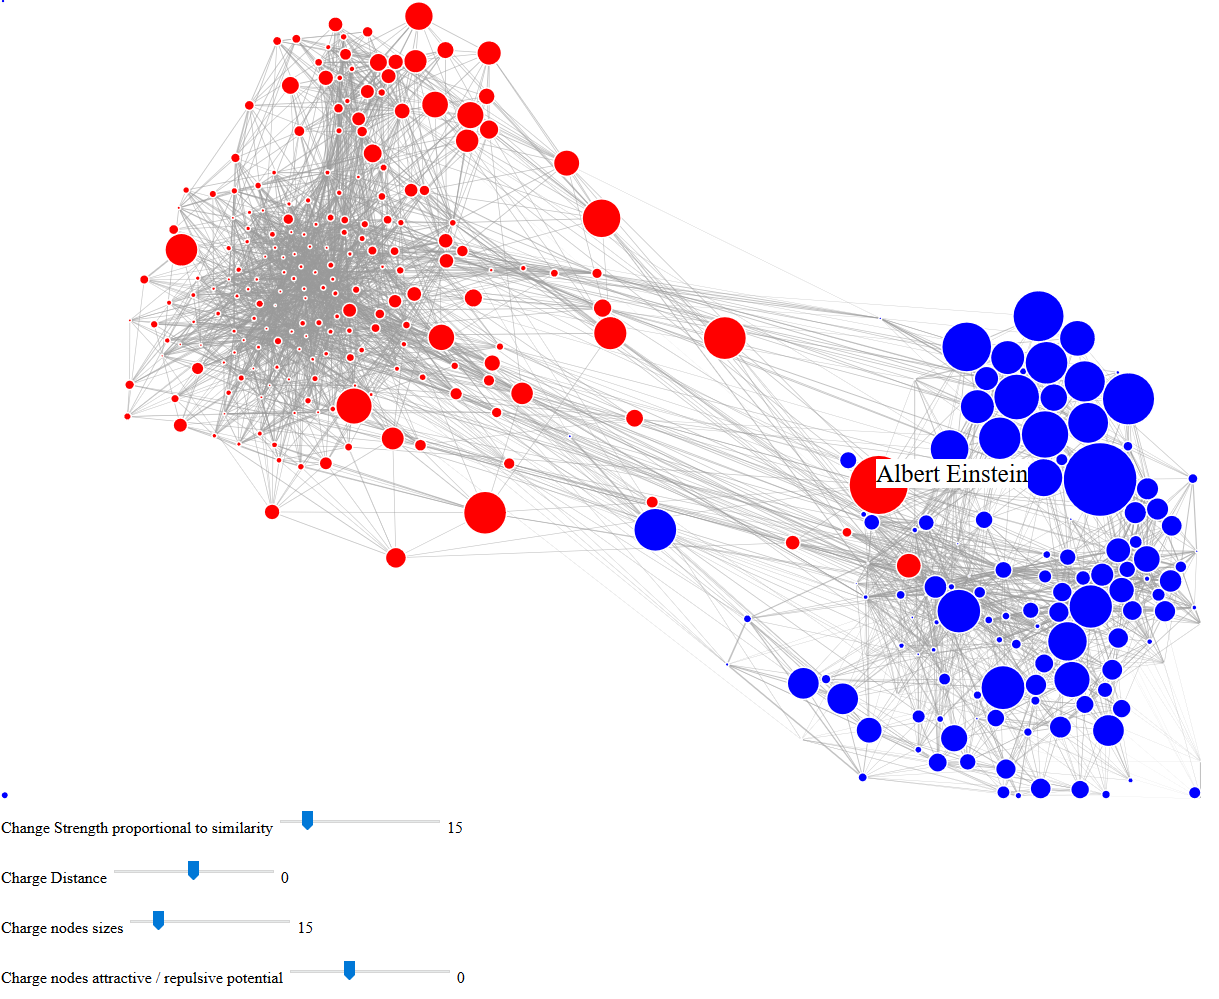 Albert Einstein
Change Strength proportional to similarity 15
Charge Distance 0
Charge nodes sizes 15
Charge nodes attractive / repulsive potential 0